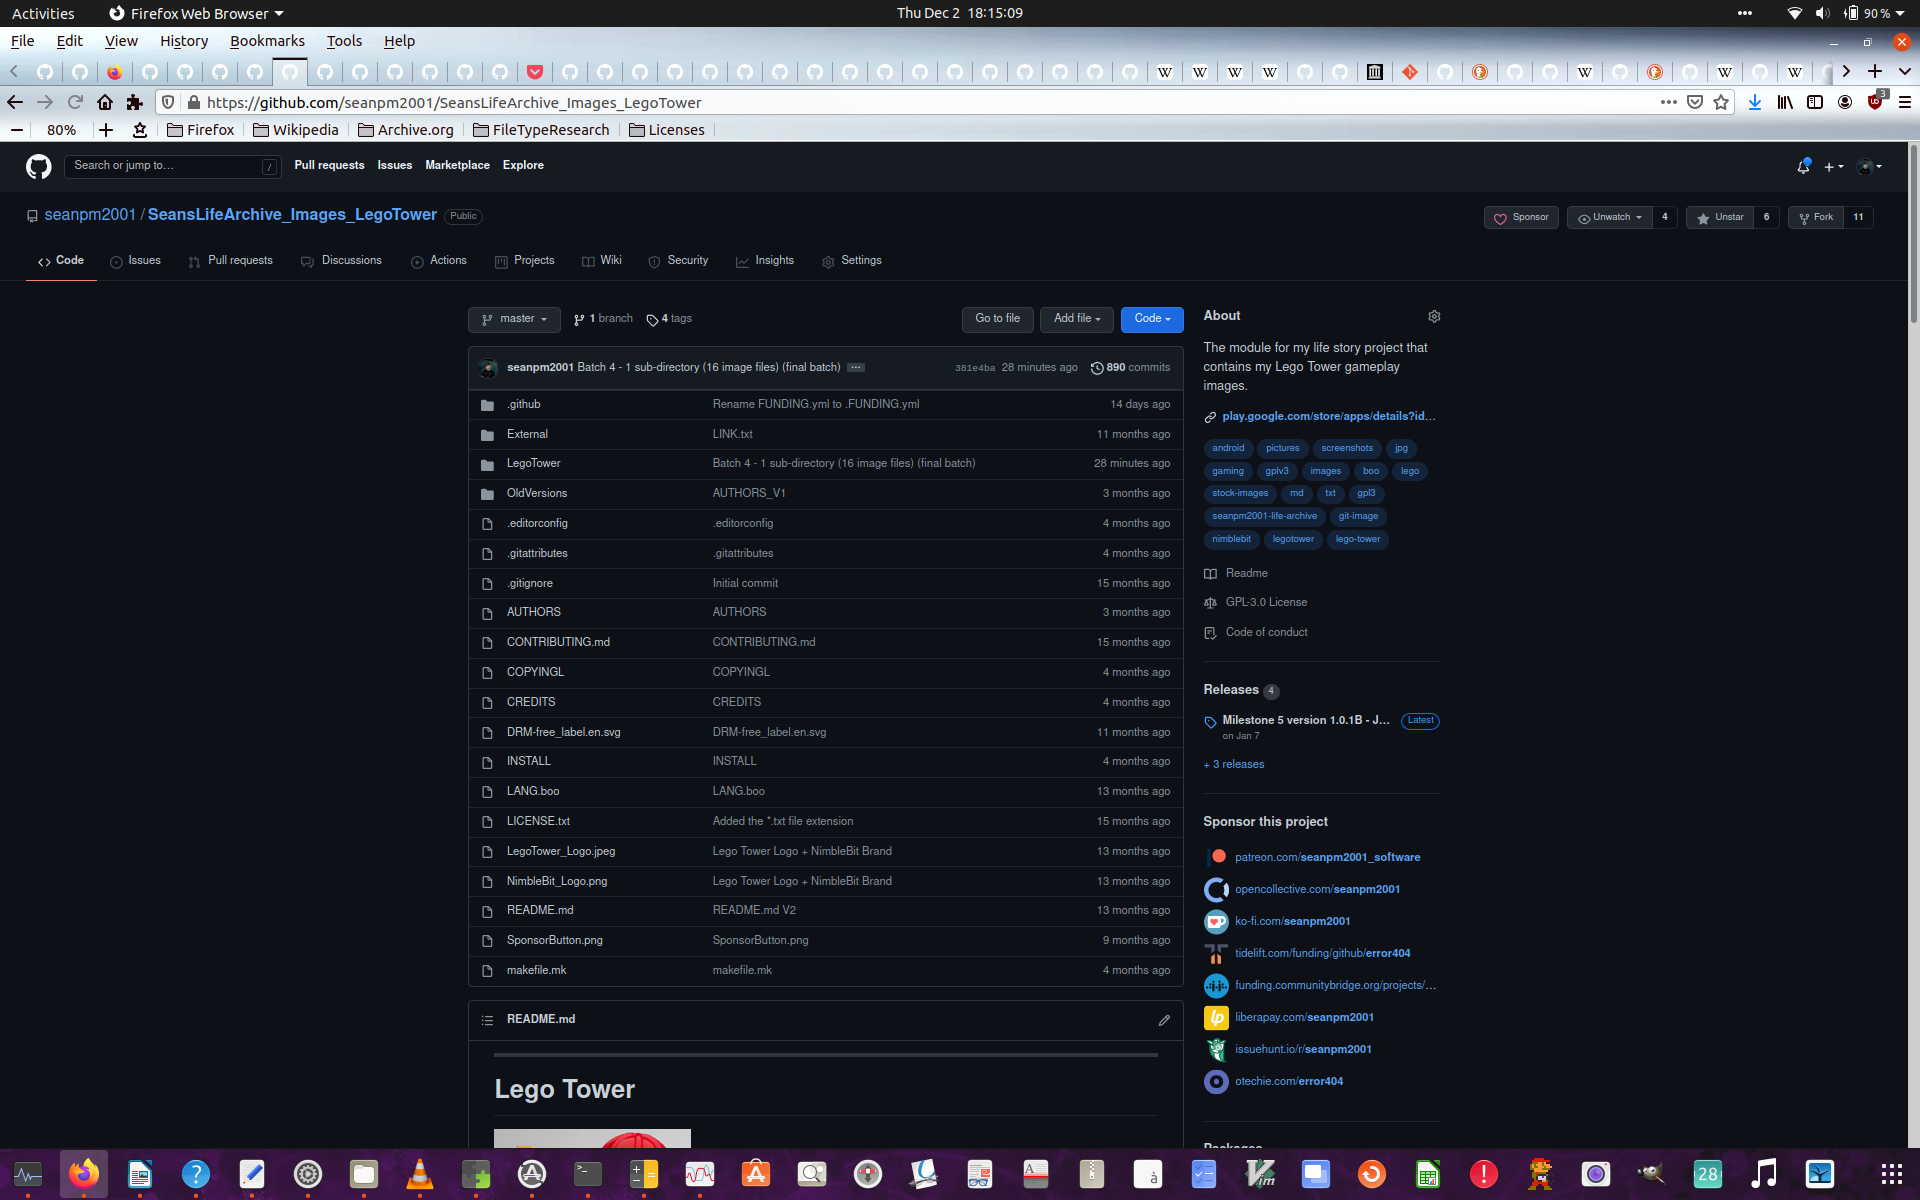 Activities Firefox Web Browser Thu Dec 2 18:15:09 90 %
File Edit View History Bookmarks Tools Help
https://github.com/seanpm2001/SeansLifeArchive_Images_LegoTower 3
80% Firefox Wikipedia Archive.org FileTypeResearch Licenses
Search or jump to… / Pull requests Issues Marketplace Explore
seanpm2001 / SeansLifeArchive_Images_LegoTower Public Sponsor Unwatch 4 Unstar 6 Fork 11
Code Issues Pull requests Discussions Actions Projects Wiki Security Insights Settings
master 1 branch 4 tags Go to file Add file Code
seanpm2001 Batch 4 - 1 sub-directory (16 image files) (final batch) ... 381e4ba 28 minutes ago 890 commits
.github Rename FUNDING.yml to .FUNDING.yml 14 days ago
External LINK.txt 11 months ago
LegoTower Batch 4 - 1 sub-directory (16 image files) (final batch) 28 minutes ago
OldVersions AUTHORS_V1 3 months ago
.editorconfig .editorconfig 4 months ago
.gitattributes .gitattributes 4 months ago
.gitignore Initial commit 15 months ago
AUTHORS AUTHORS 3 months ago
CONTRIBUTING.md CONTRIBUTING.md 15 months ago
COPYINGL COPYINGL 4 months ago
CREDITS CREDITS 4 months ago
DRM-free_label.en.svg DRM-free_label.en.svg 11 months ago
INSTALL INSTALL 4 months ago
LANG.boo LANG.boo 13 months ago
LICENSE.txt Added the *.txt file extension 15 months ago
LegoTower_Logo.jpeg Lego Tower Logo + NimbleBit Brand 13 months ago
NimbleBit_Logo.png Lego Tower Logo + NimbleBit Brand 13 months ago
README.md README.md V2 13 months ago
SponsorButton.png SponsorButton.png 9 months ago
makefile.mk makefile.mk 4 months ago
README.md
Lego Tower
About
The module for my life story project that
contains my Lego Tower gameplay
images.
play.google.com/store/apps/details?id…
android pictures screenshots jpg
gaming gplv3 images boo lego
stock-images md txt gpl3
seanpm2001-life-archive git-image
nimblebit legotower lego-tower
Readme
GPL-3.0 License
Code of conduct
Releases 4
Milestone 5 version 1.0.1B - J… Latest
on Jan 7
+ 3 releases
Sponsor this project
patreon.com/seanpm2001_software
opencollective.com/seanpm2001
ko-fi.com/seanpm2001
tidelift.com/funding/github/error404
funding.communitybridge.org/projects/…
liberapay.com/seanpm2001
issuehunt.io/r/seanpm2001
otechie.com/error404
Packages
28